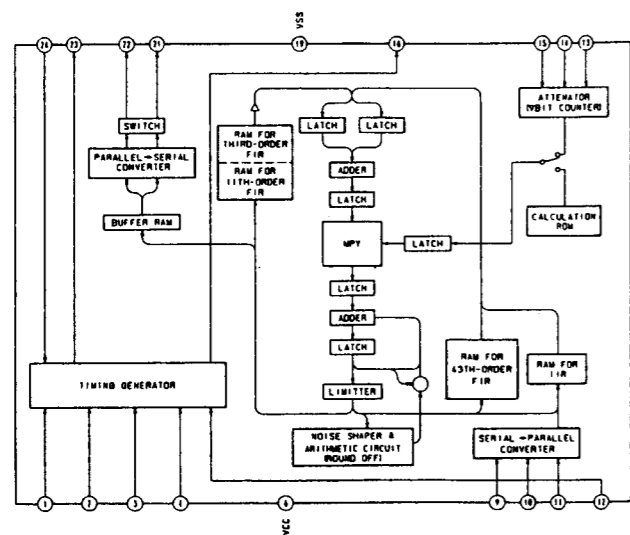 VSS
24 23 22 21 19 16 15 14 13
SWITCH
PARALLEL→SERIAL
CONVERTER
BUFFER RAM
RAM FOR
THIRD-ORDER
FIR
RAM FOR
11TH-ORDER
FIR
LATCH LATCH
ADDER
LATCH
MPY
LATCH
LATCH
ADDER
LATCH
LIMITTER
NOISE SHAPER &
ARITHMETIC CIRCUIT
(ROUND OFF)
ATTENATOR
(9BIT COUNTER)
CALCULATION
ROM
RAM FOR
43TH-ORDER
FIR
RAM FOR
IIR
SERIAL→PARALLEL
CONVERTER
TIMING GENERATOR
1 2 3 4 6 9 10 11 12
VCC